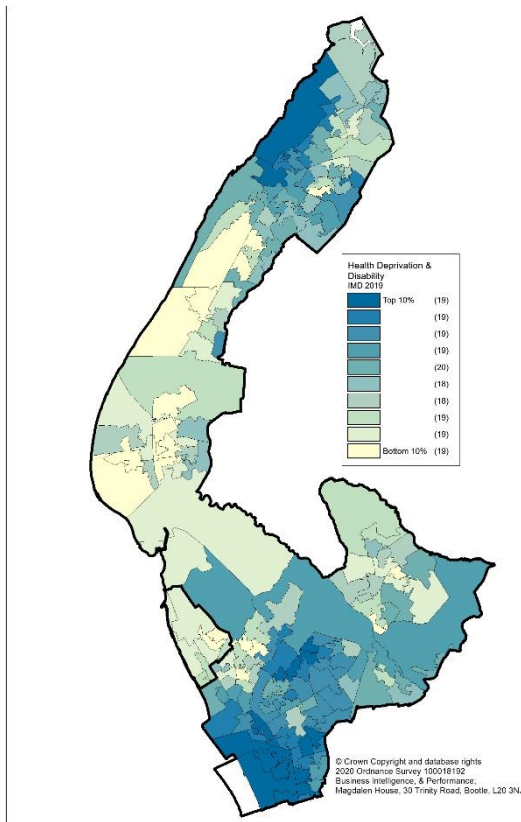 Health Deprivation &
Disability
IMD 2019
Top 10% (19)
(19)
(19)
(19)
(20)
(18)
(18)
(19)
(19)
Bottom 10% (19)
© Crown Copyright and database rights
2020 Ordnance Survey 100018192
Business Intelligence, & Performance,
Magdalen House, 30 Trinity Road, Bootle, L20 3NJ